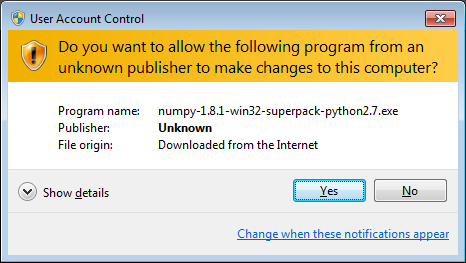 User Account Control
Do you want to allow the following program from an
unknown publisher to make changes to this computer?
Program name: numpy-1.8.1-win32-superpack-python2.7.exe
Publisher: Unknown
File origin: Downloaded from the Internet
Show details
Yes
No
Change when these notifications appear